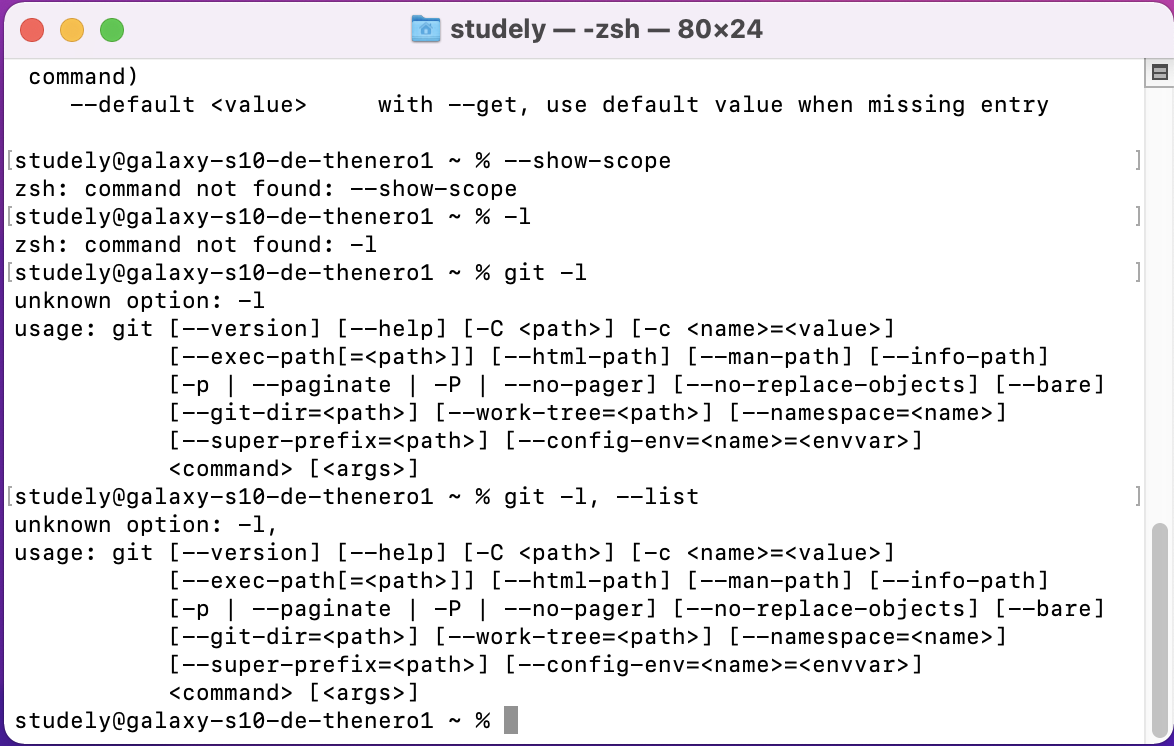 studely — -zsh — 80×24
command)
--default <value>     with --get, use default value when missing entry
[studely@galaxy-s10-de-thenero1 ~ % --show-scope ]
zsh: command not found: --show-scope
[studely@galaxy-s10-de-thenero1 ~ % -l ]
zsh: command not found: -l
[studely@galaxy-s10-de-thenero1 ~ % git -l ]
unknown option: -l
usage: git [--version] [--help] [-C <path>] [-c <name>=<value>]
[--exec-path[=<path>]] [--html-path] [--man-path] [--info-path]
[-p | --paginate | -P | --no-pager] [--no-replace-objects] [--bare]
[--git-dir=<path>] [--work-tree=<path>] [--namespace=<name>]
[--super-prefix=<path>] [--config-env=<name>=<envvar>]
<command> [<args>]
[studely@galaxy-s10-de-thenero1 ~ % git -l, --list ]
unknown option: -l,
usage: git [--version] [--help] [-C <path>] [-c <name>=<value>]
[--exec-path[=<path>]] [--html-path] [--man-path] [--info-path]
[-p | --paginate | -P | --no-pager] [--no-replace-objects] [--bare]
[--git-dir=<path>] [--work-tree=<path>] [--namespace=<name>]
[--super-prefix=<path>] [--config-env=<name>=<envvar>]
<command> [<args>]
studely@galaxy-s10-de-thenero1 ~ %